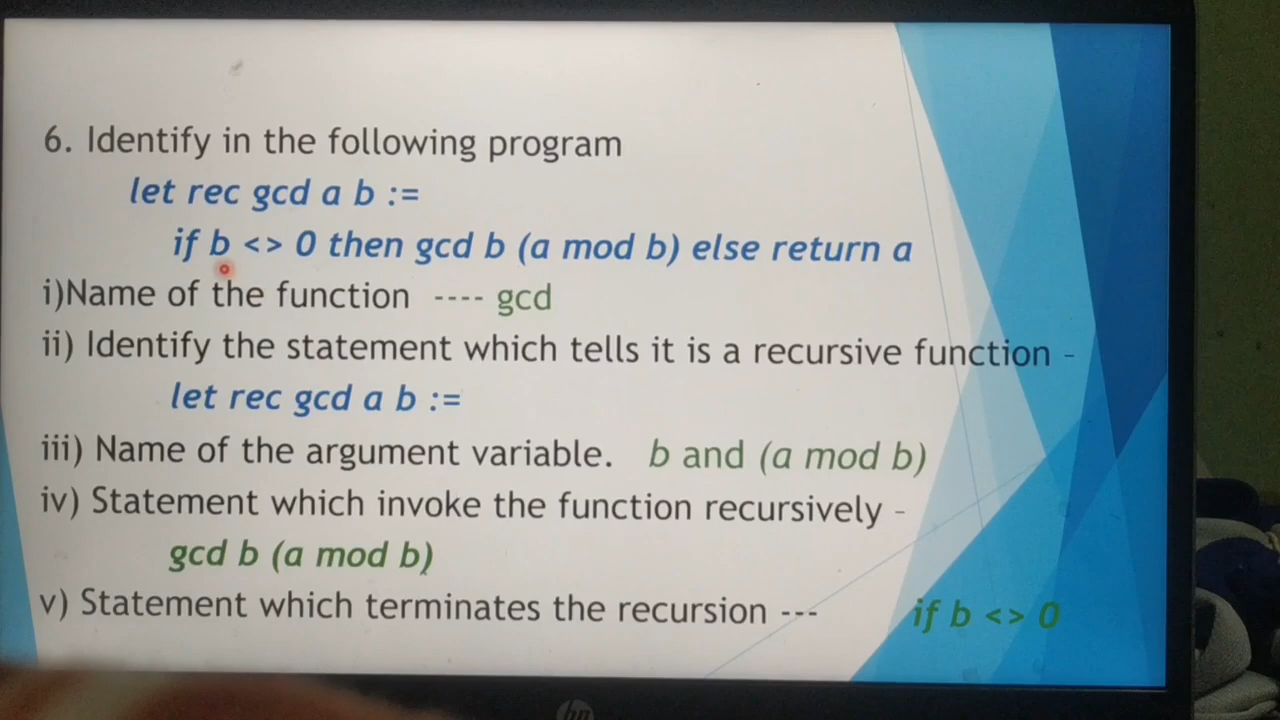 6. Identify in the following program
let rec gcd a b :=
if b <> 0 then gcd b (a mod b) else return a
i)Name of the function ---- gcd
ii) Identify the statement which tells it is a recursive function -
let rec gcd a b :=
iii) Name of the argument variable. b and (a mod b)
iv) Statement which invoke the function recursively -
gcd b (a mod b)
v) Statement which terminates the recursion --- if b <> 0
hp